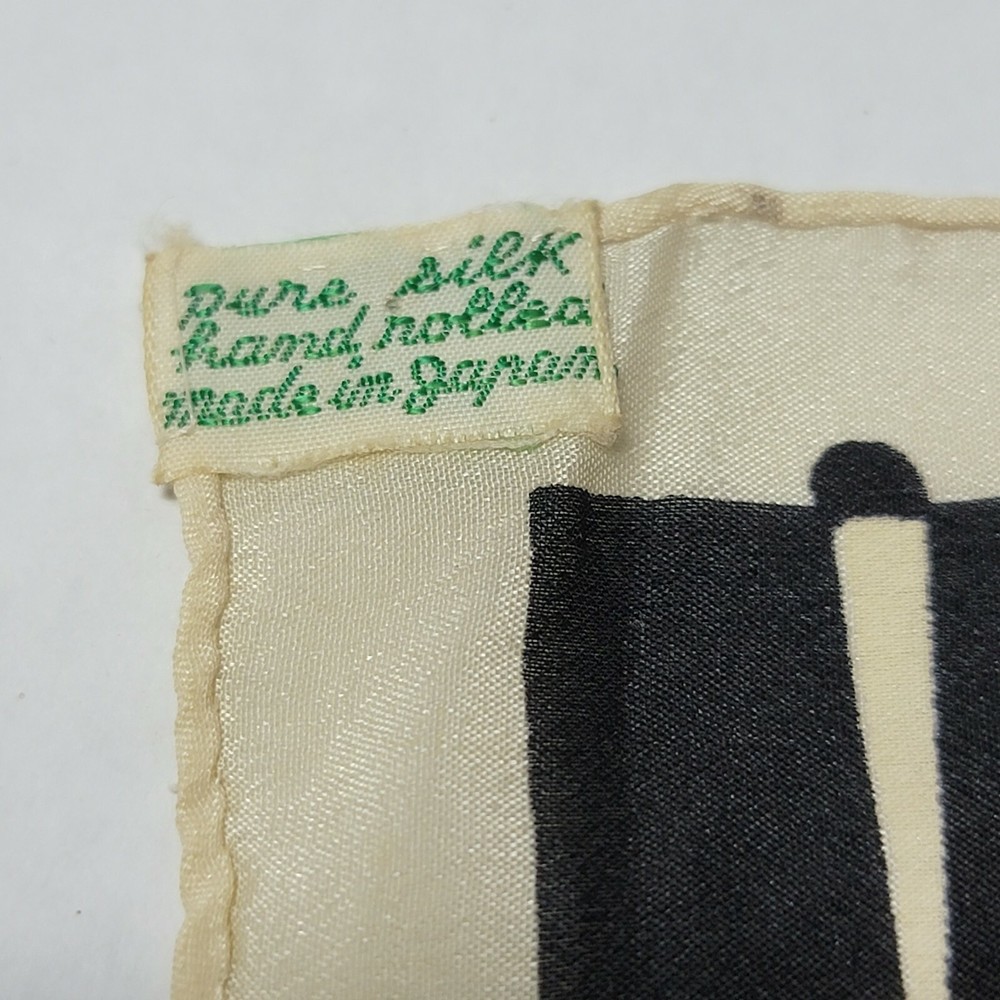 pure silk
hand, rolled
made in Japan